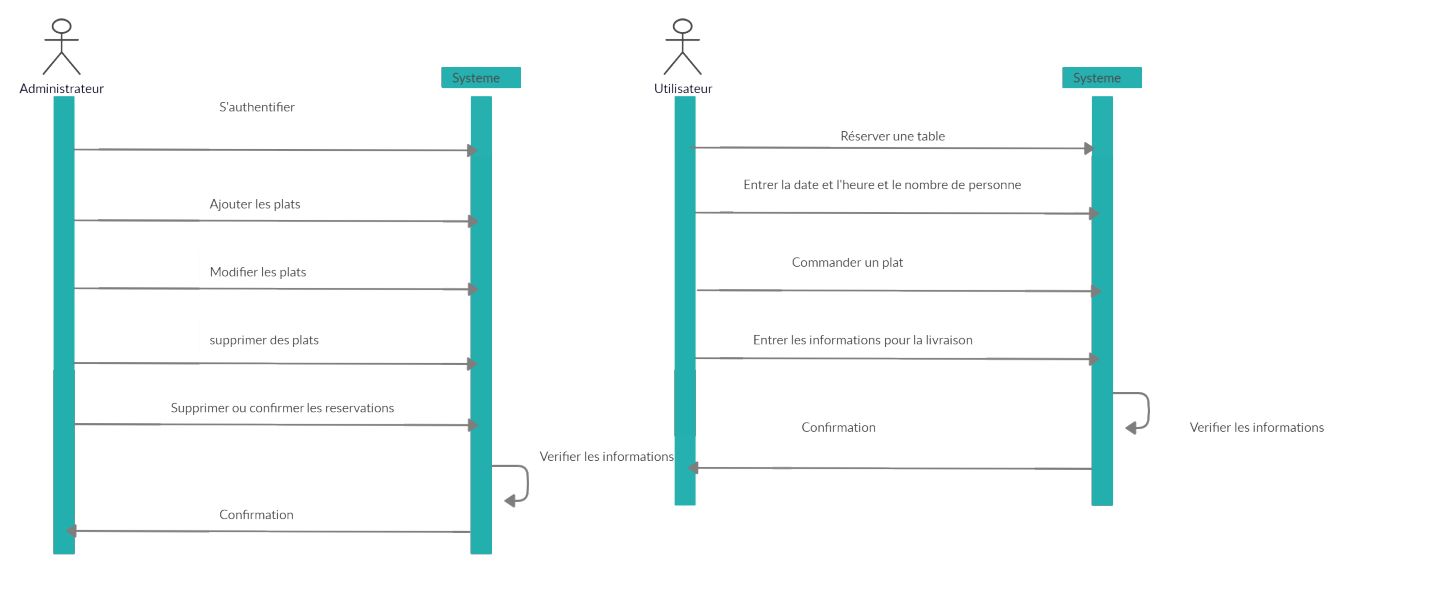 Administrateur
Systeme
S'authentifier
Ajouter les plats
Modifier les plats
supprimer des plats
Supprimer ou confirmer les reservations
Verifier les informations
Confirmation
Utilisateur
Systeme
Réserver une table
Entrer la date et l'heure et le nombre de personne
Commander un plat
Entrer les informations pour la livraison
Verifier les informations
Confirmation